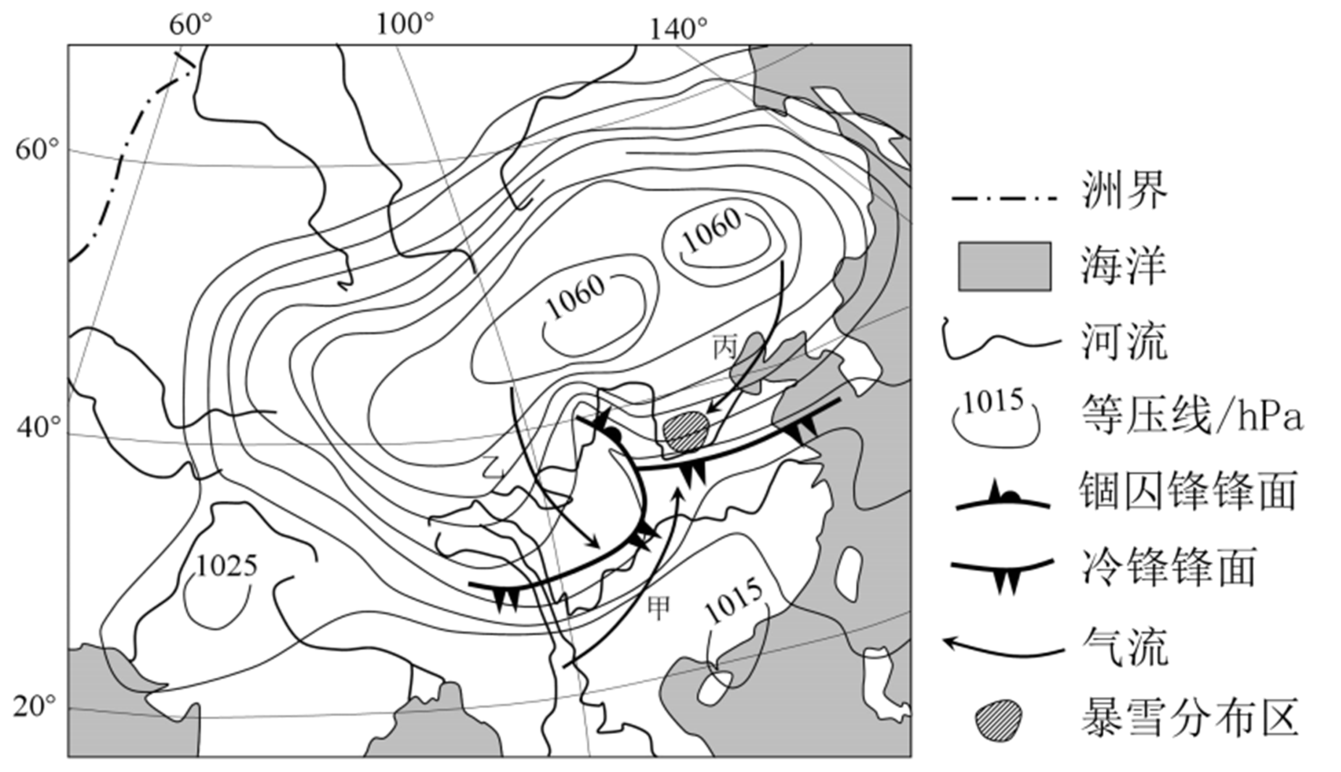 60° 100° 140°
60°
40°
20°
1060
1060
丙
乙
1025
甲
1015
洲界
海洋
河流
1015
等压线/hPa
锢囚锋锋面
冷锋锋面
气流
暴雪分布区